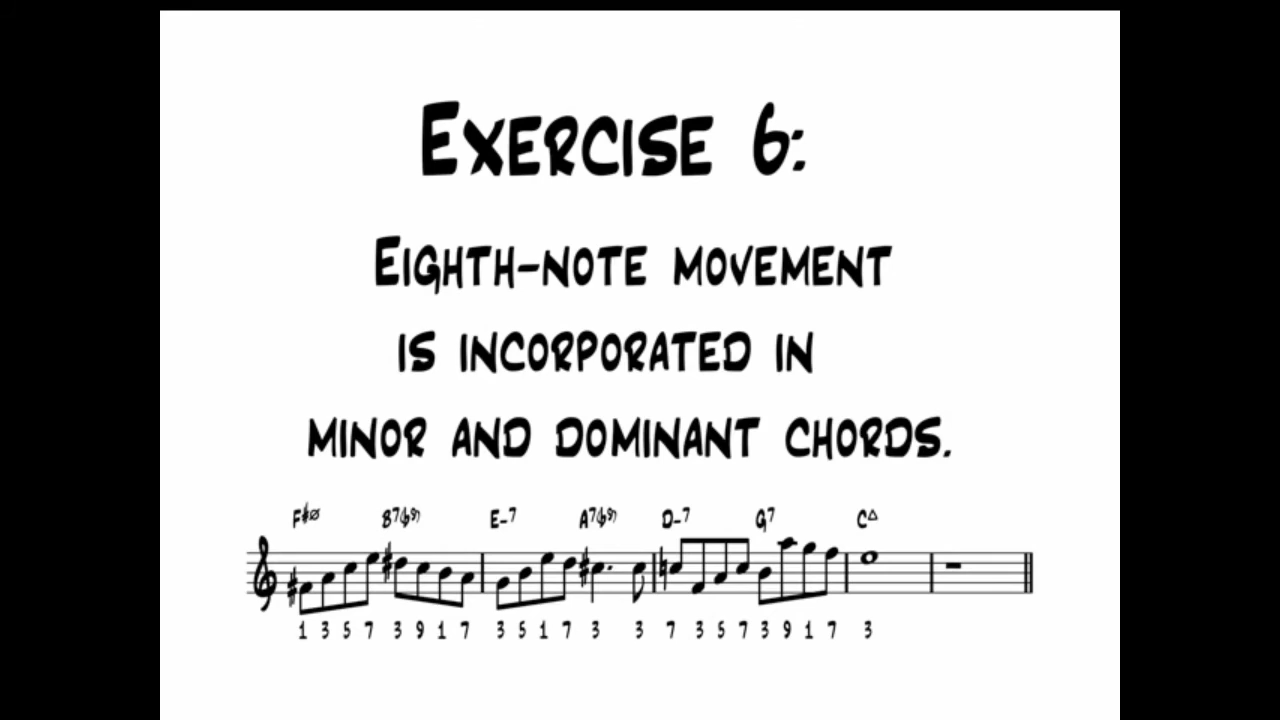 Exercise 6:
Eighth-note movement
is incorporated in
minor and dominant chords.
F#ø B7(b9) E-7 A7(b9) D-7 G7 C△
1 3 5 7 3 9 1 7 3 5 1 7 3 3 7 3 5 7 3 9 1 7 3